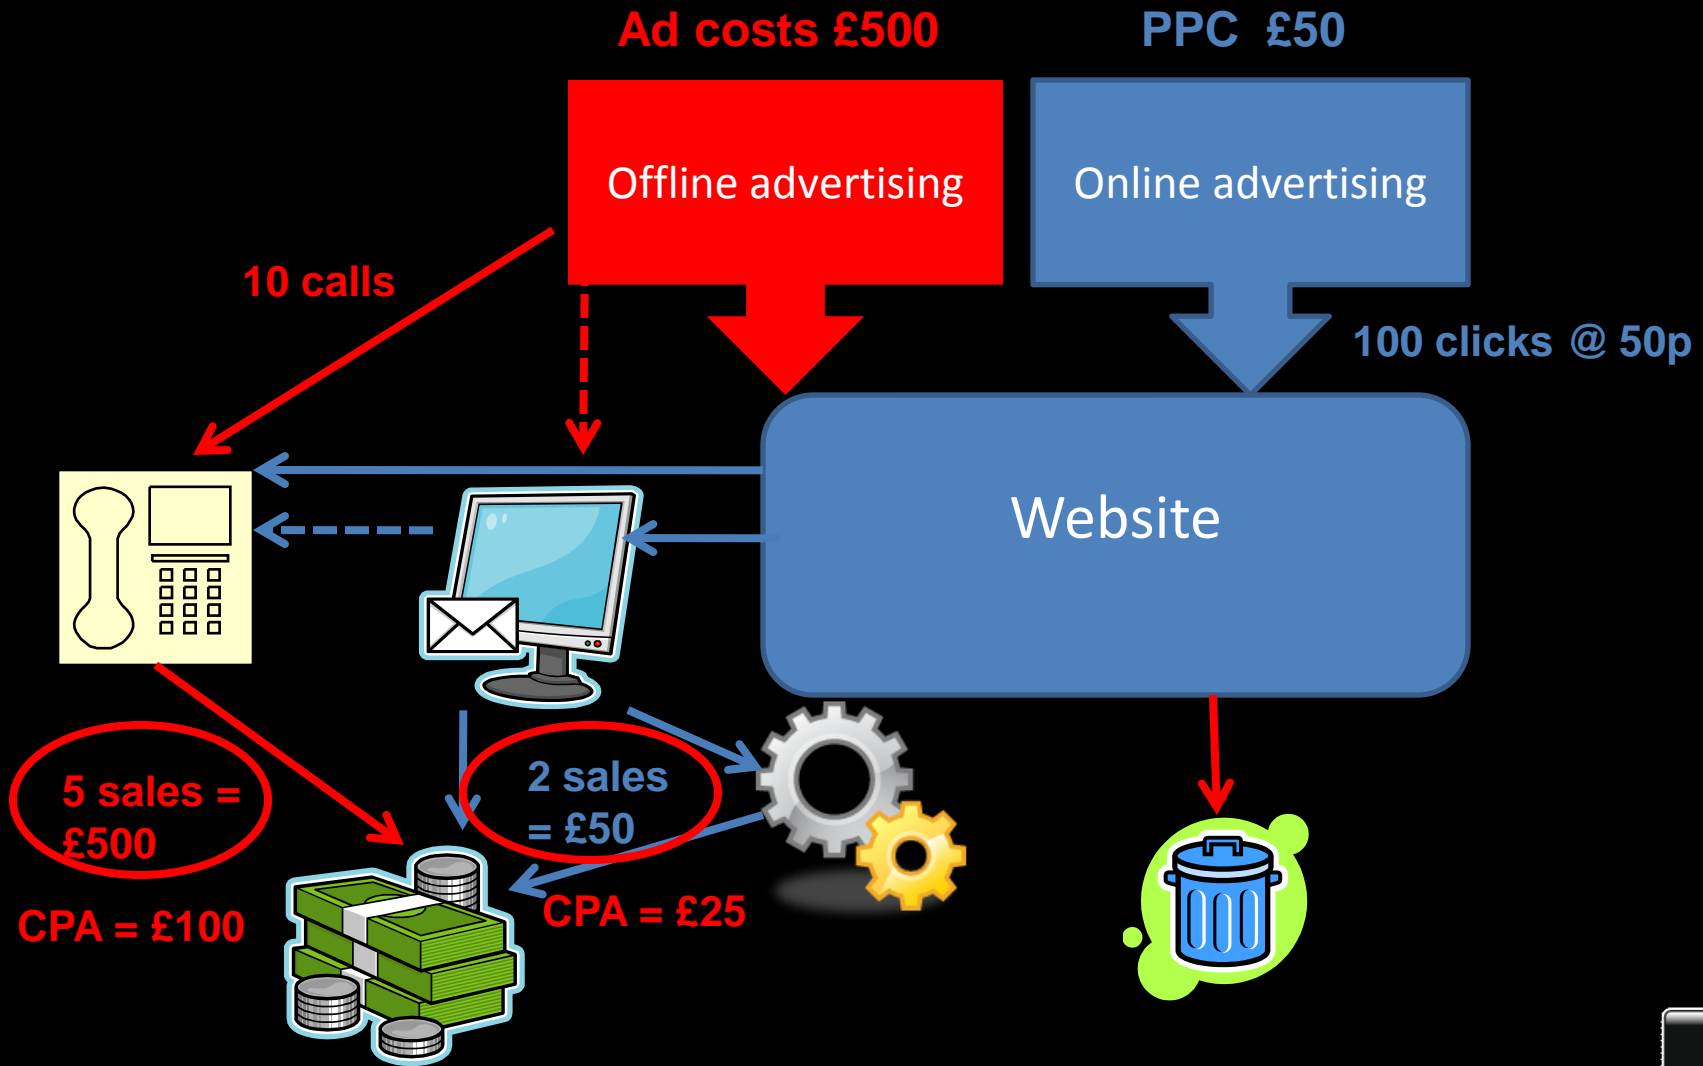 Ad costs £500
PPC £50
Offline advertising
Online advertising
10 calls
100 clicks @ 50p
Website
5 sales =
£500
2 sales
= £50
CPA = £100
CPA = £25